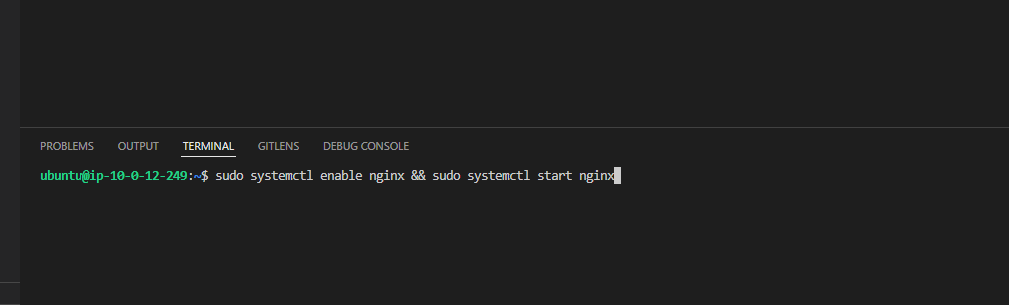 PROBLEMS OUTPUT TERMINAL GITLENS DEBUG CONSOLE
ubuntu@ip-10-0-12-249:~$ sudo systemctl enable nginx && sudo systemctl start nginx